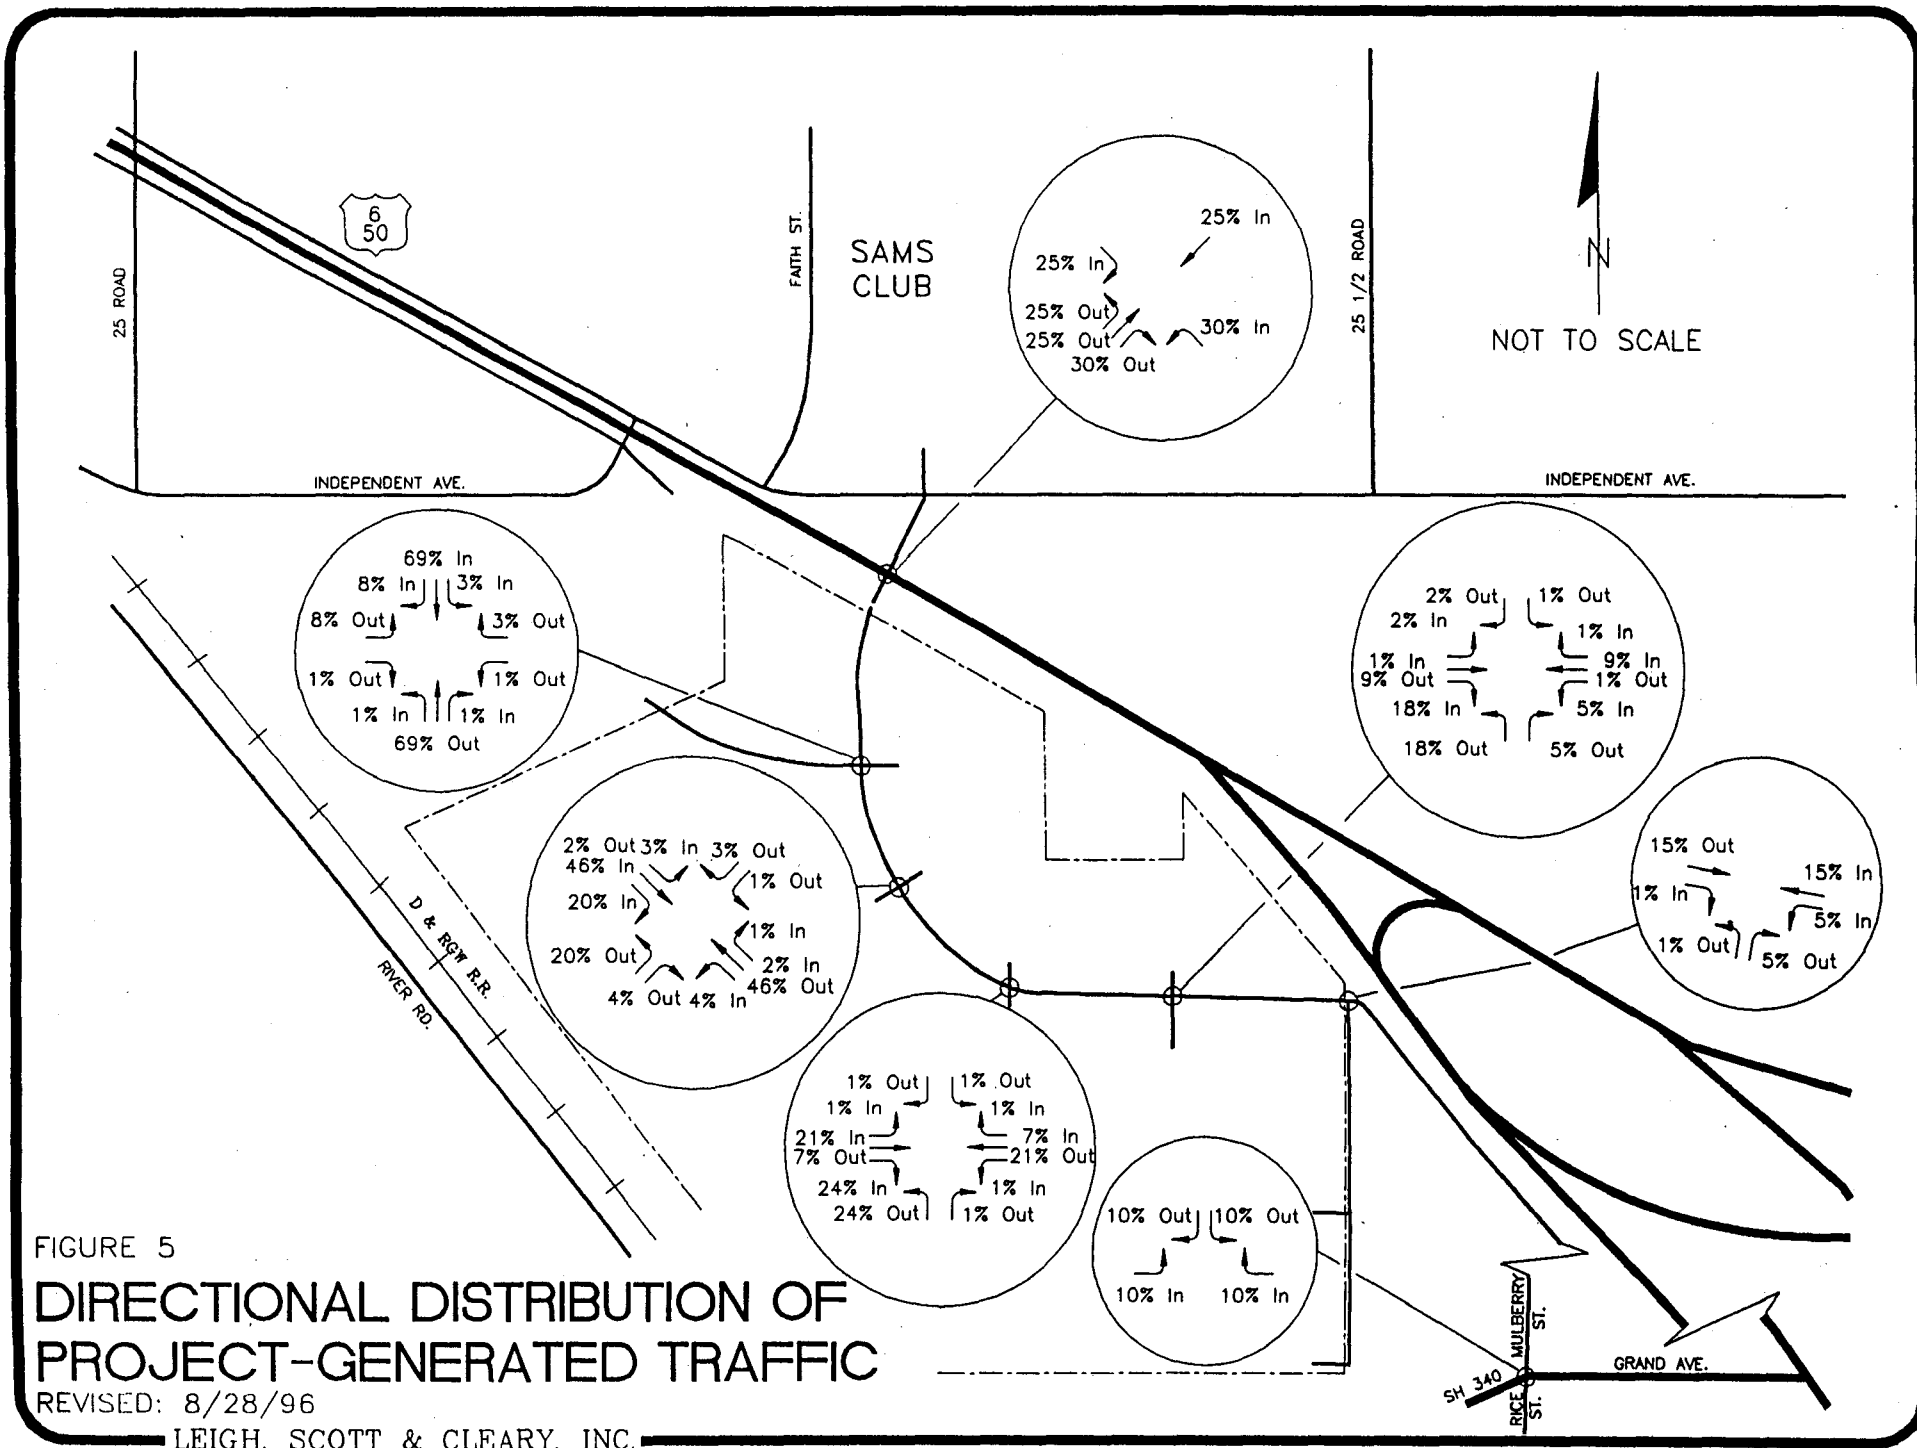 6
50
25 ROAD
FAITH ST.
SAMS
CLUB
25% In
25% In
25% Out
25% Out
30% In
30% Out
25 1/2 ROAD
N
NOT TO SCALE
INDEPENDENT AVE.
INDEPENDENT AVE.
69% In
8% In
3% In
8% Out
3% Out
1% Out
1% Out
1% In
1% In
69% Out
2% Out
1% Out
2% In
1% In
1% In
9% In
9% Out
1% Out
18% In
5% In
18% Out
5% Out
2% Out
3% In
3% Out
46% In
1% Out
20% In
1% In
20% Out
2% In
46% Out
4% Out
4% In
15% Out
15% In
1% In
5% In
1% Out
5% Out
D & RGW R.R.
RIVER RD.
1% Out
1% Out
1% In
1% In
21% In
7% In
7% Out
21% Out
24% In
1% In
24% Out
1% Out
10% Out
10% Out
10% In
10% In
MULBERRY
ST.
GRAND AVE.
SH 340
RICE
ST.
FIGURE 5
DIRECTIONAL DISTRIBUTION OF
PROJECT-GENERATED TRAFFIC
REVISED: 8/28/96
LEIGH, SCOTT & CLEARY, INC.